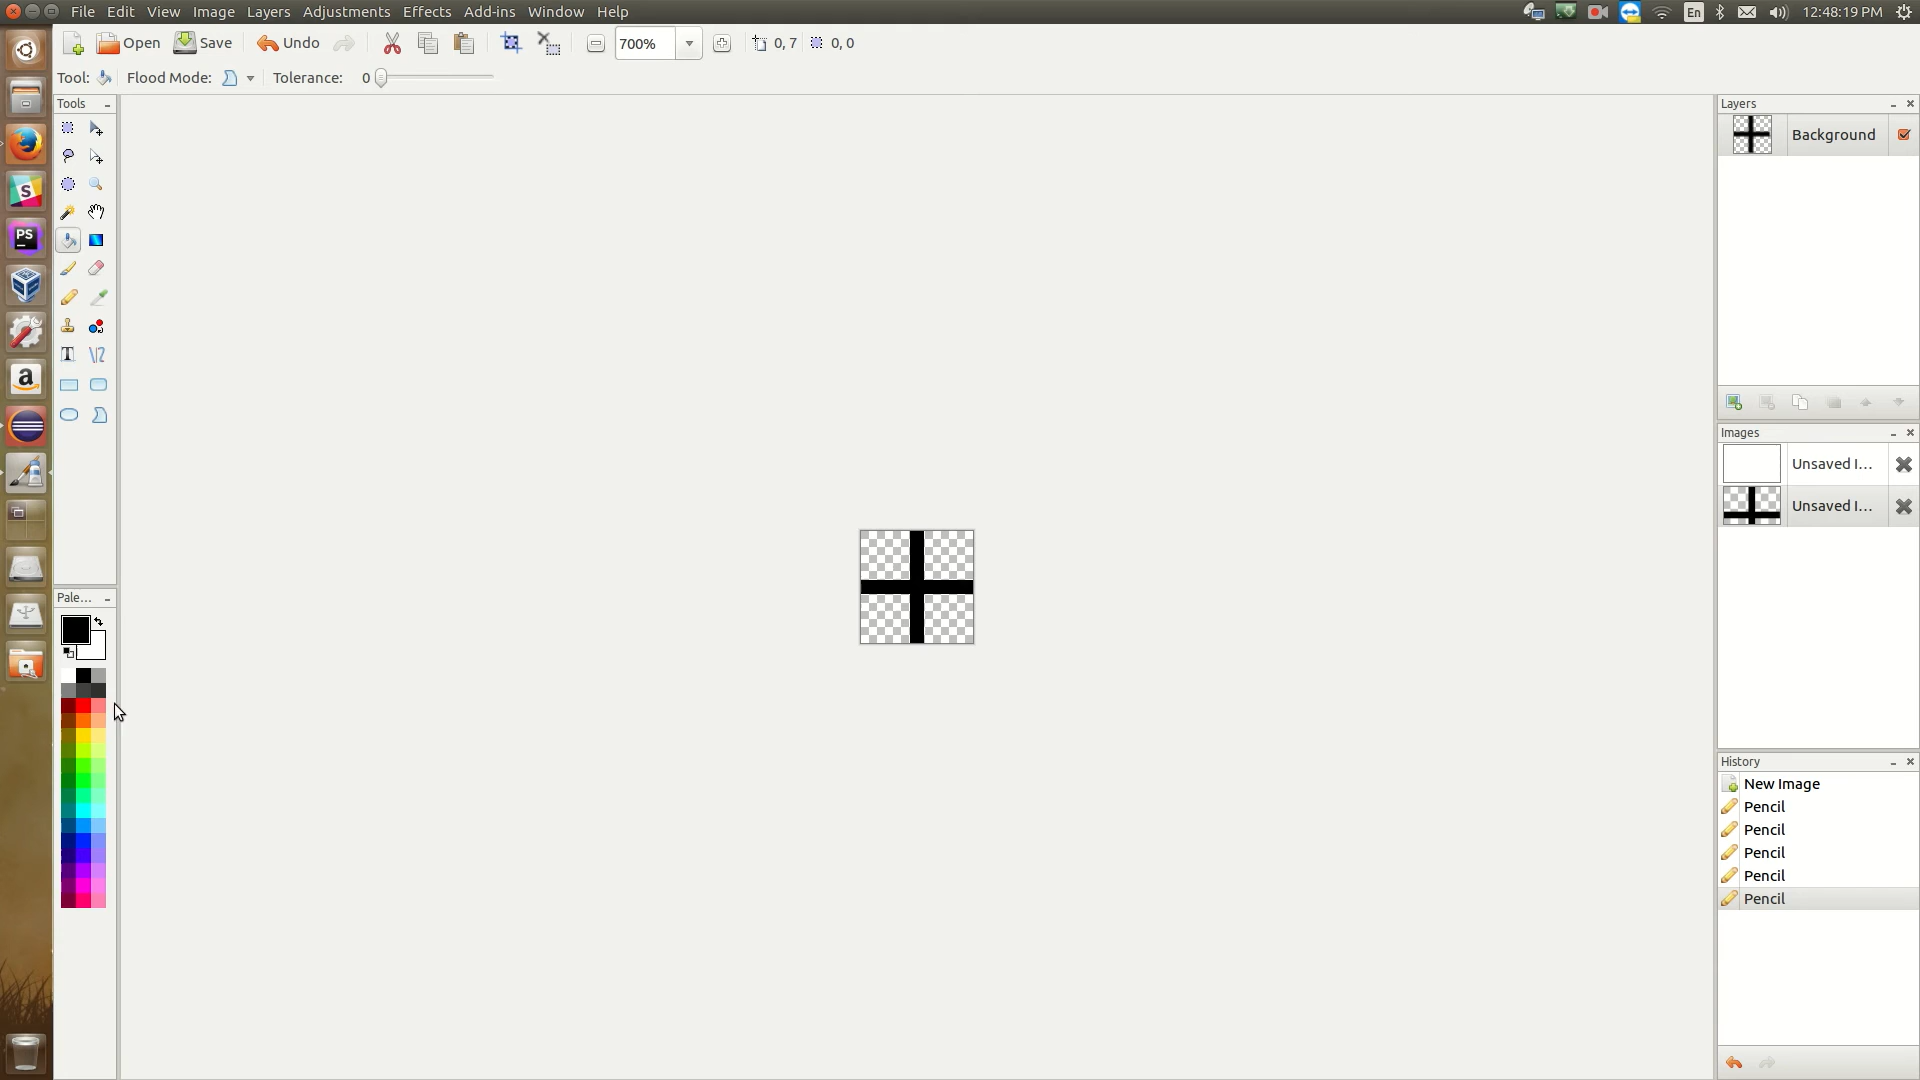 File Edit View Image Layers Adjustments Effects Add-ins Window Help
En 12:48:19 PM
Open Save Undo 700% 0, 7 0, 0
Tool: Flood Mode: Tolerance: 0
Tools
Layers
Background
S
PS
T
a
Images
Unsaved I...
Unsaved I...
Pale...
History
New Image
Pencil
Pencil
Pencil
Pencil
Pencil